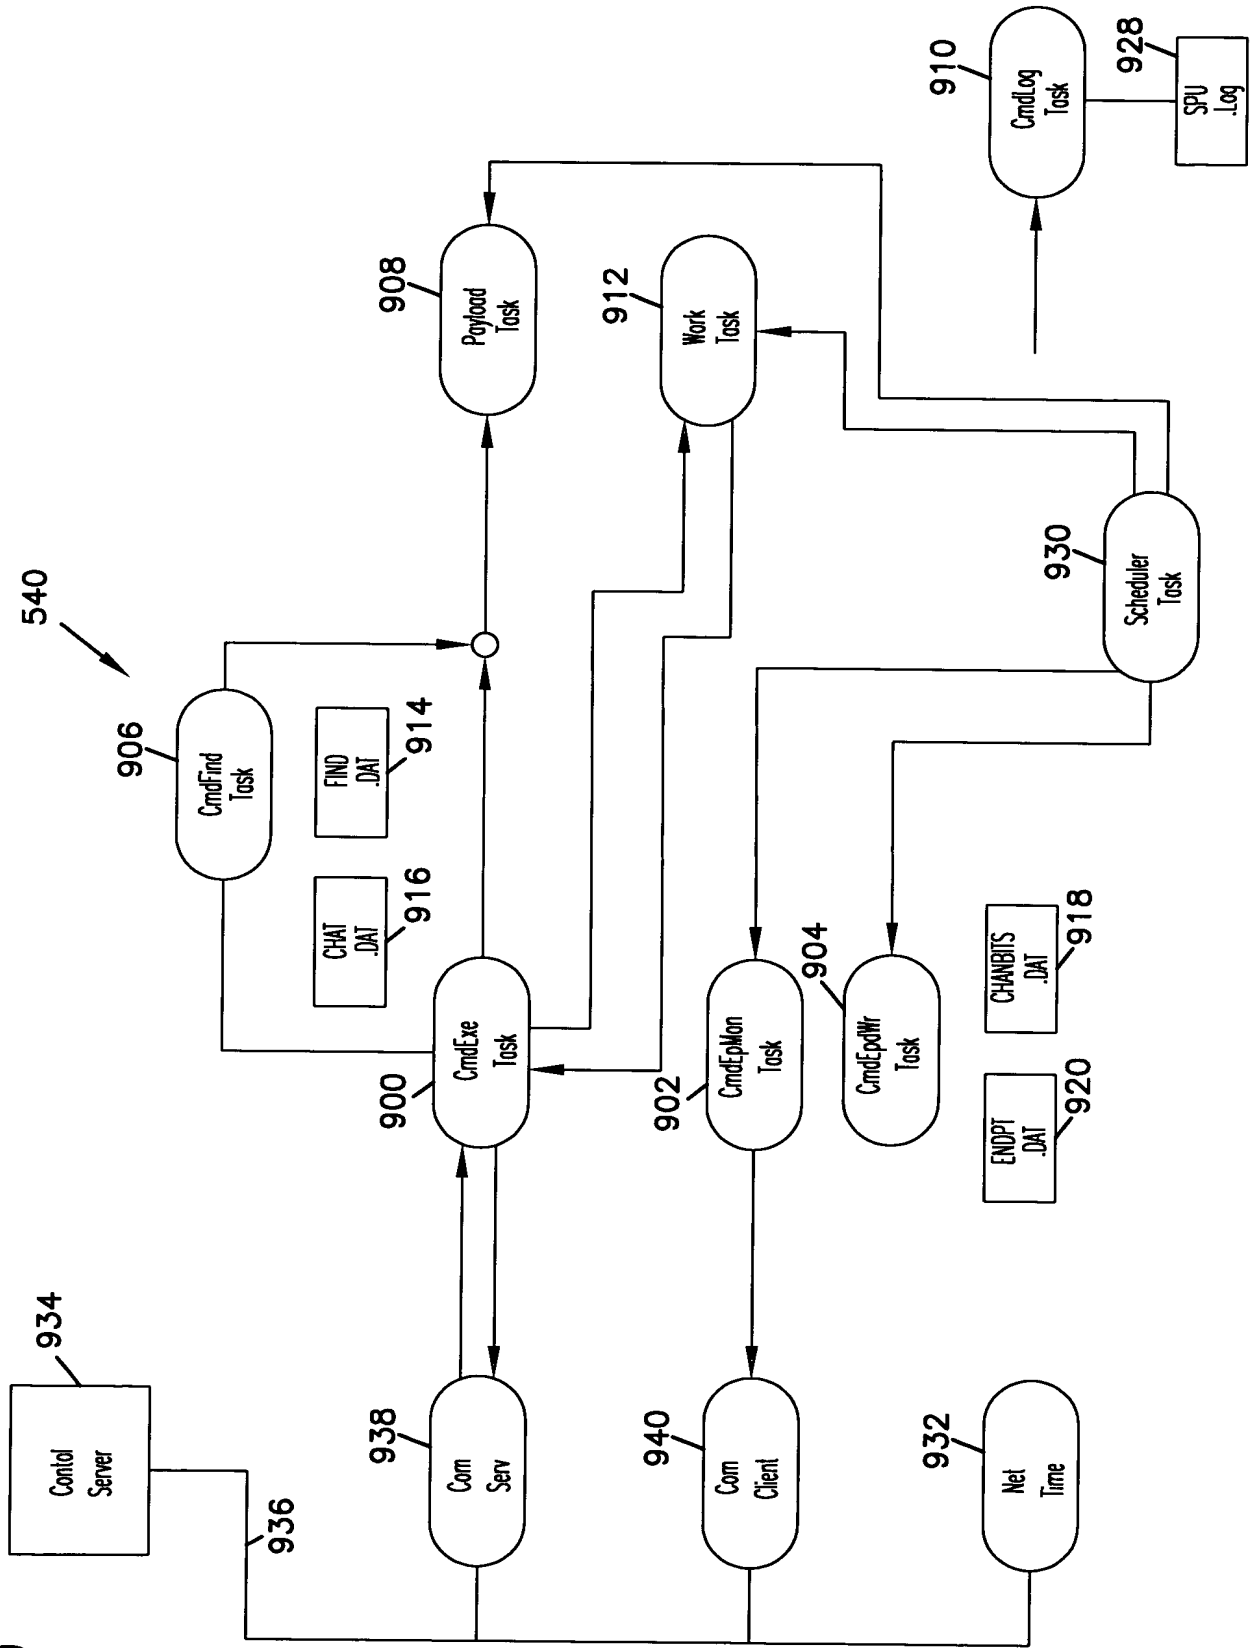 934
Contol
Server
540
906
CmdFind
Task
936
CHAT
.DAT
916
FIND
.DAT
914
938
Com
Serv
900
CmdExe
Task
908
Payload
Task
912
Work
Task
940
Com
Client
902
CmdEpMon
Task
904
CmdEpdWr
Task
932
Net
Time
ENDPT
.DAT
920
CHANBITS
.DAT
918
930
Scheduler
Task
910
CmdLog
Task
928
SPU
.Log